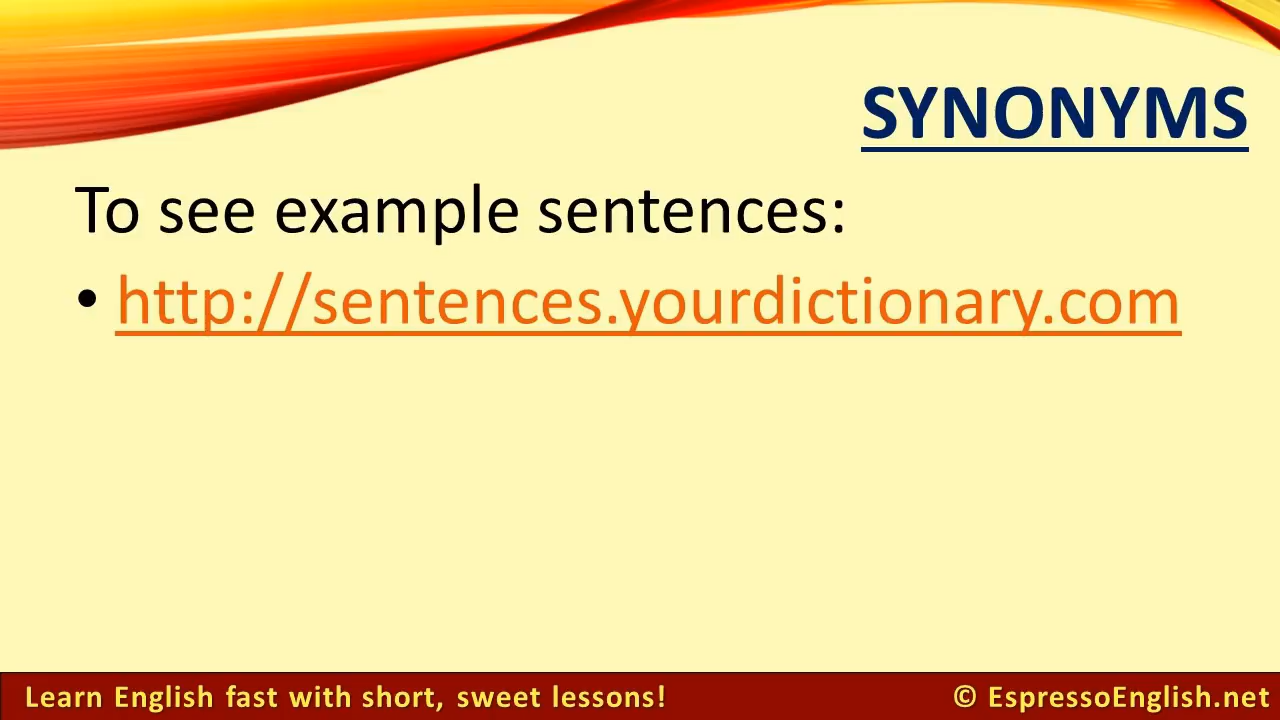 SYNONYMS
To see example sentences:
• http://sentences.yourdictionary.com
Learn English fast with short, sweet lessons!
© EspressoEnglish.net